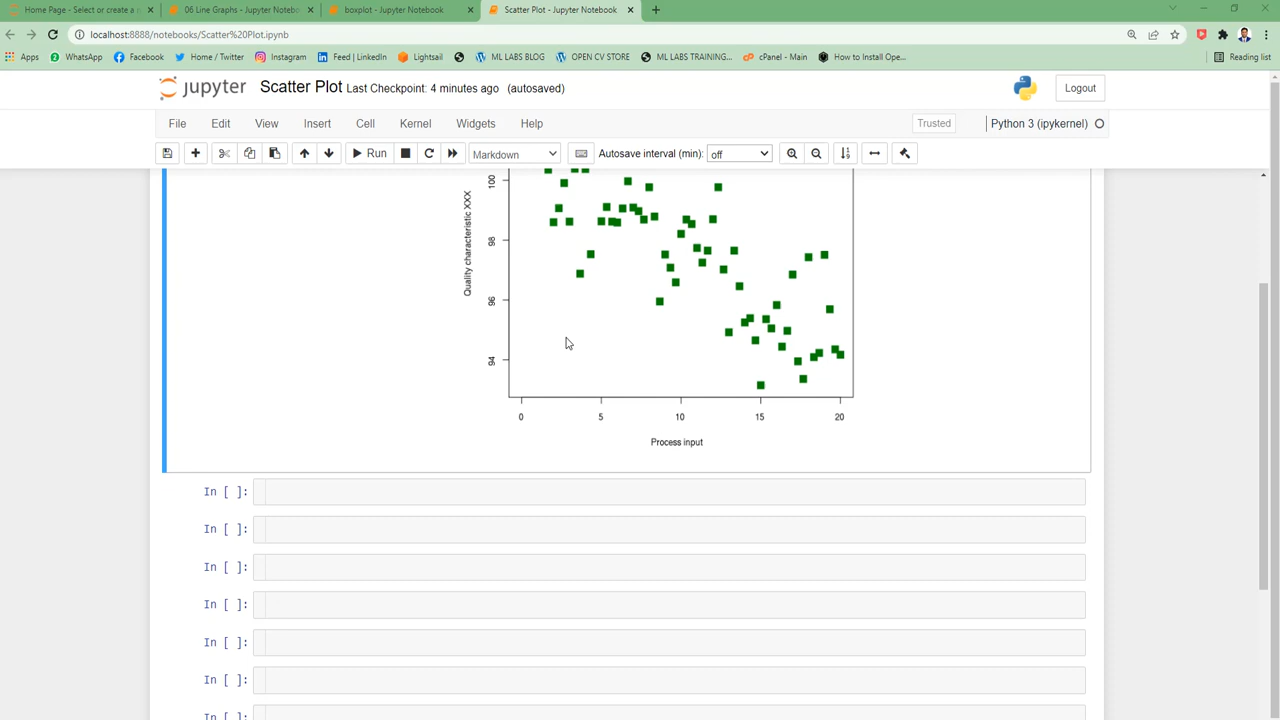 Home Page - Select or create a n
06 Line Graphs - Jupyter Notebo
boxplot - Jupyter Notebook
Scatter Plot - Jupyter Notebook
localhost:8888/notebooks/Scatter%20Plot.ipynb
Apps
WhatsApp
Facebook
Home / Twitter
Instagram
Feed | LinkedIn
Lightsail
ML LABS BLOG
OPEN CV STORE
ML LABS TRAINING...
cPanel - Main
How to Install Ope...
Reading list
jupyter Scatter Plot Last Checkpoint: 4 minutes ago (autosaved)
Logout
File Edit View Insert Cell Kernel Widgets Help
Trusted
Python 3 (ipykernel)
Run
Markdown
Autosave interval (min): off
Quality characteristic XXX
100
98
96
94
0 5 10 15 20
Process input
In [ ]:
In [ ]:
In [ ]:
In [ ]:
In [ ]:
In [ ]:
In [ ]: